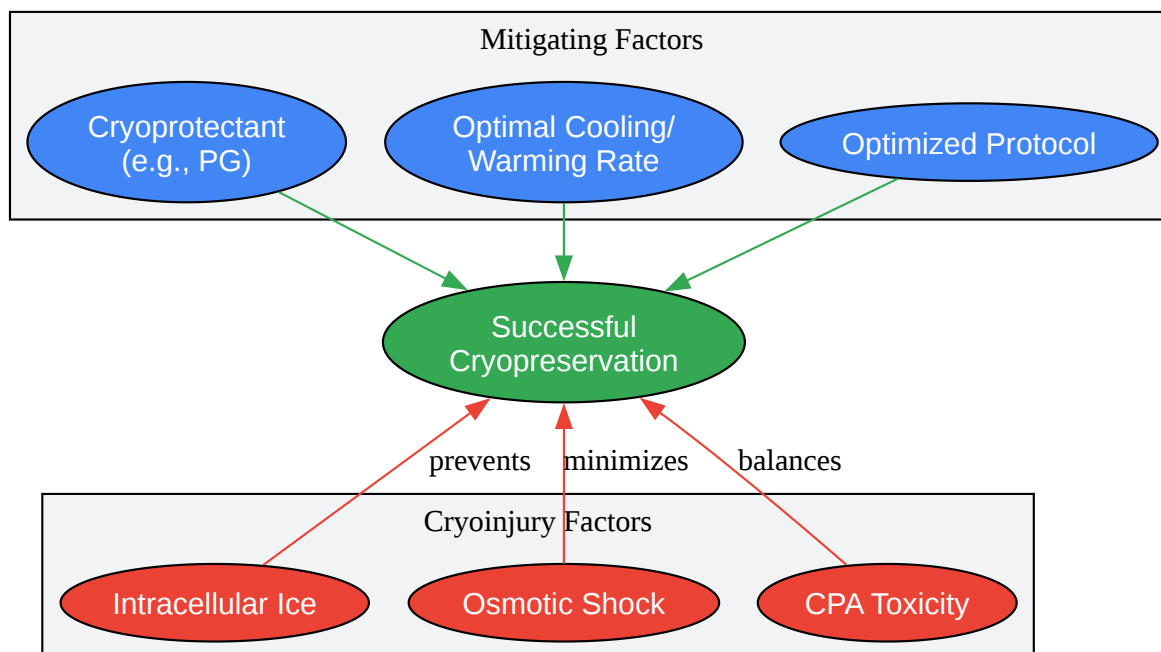 Mitigating Factors
Cryoprotectant
(e.g., PG)
Optimal Cooling/
Warming Rate
Optimized Protocol
Successful
Cryopreservation
prevents
minimizes
balances
Cryoinjury Factors
Intracellular Ice
Osmotic Shock
CPA Toxicity